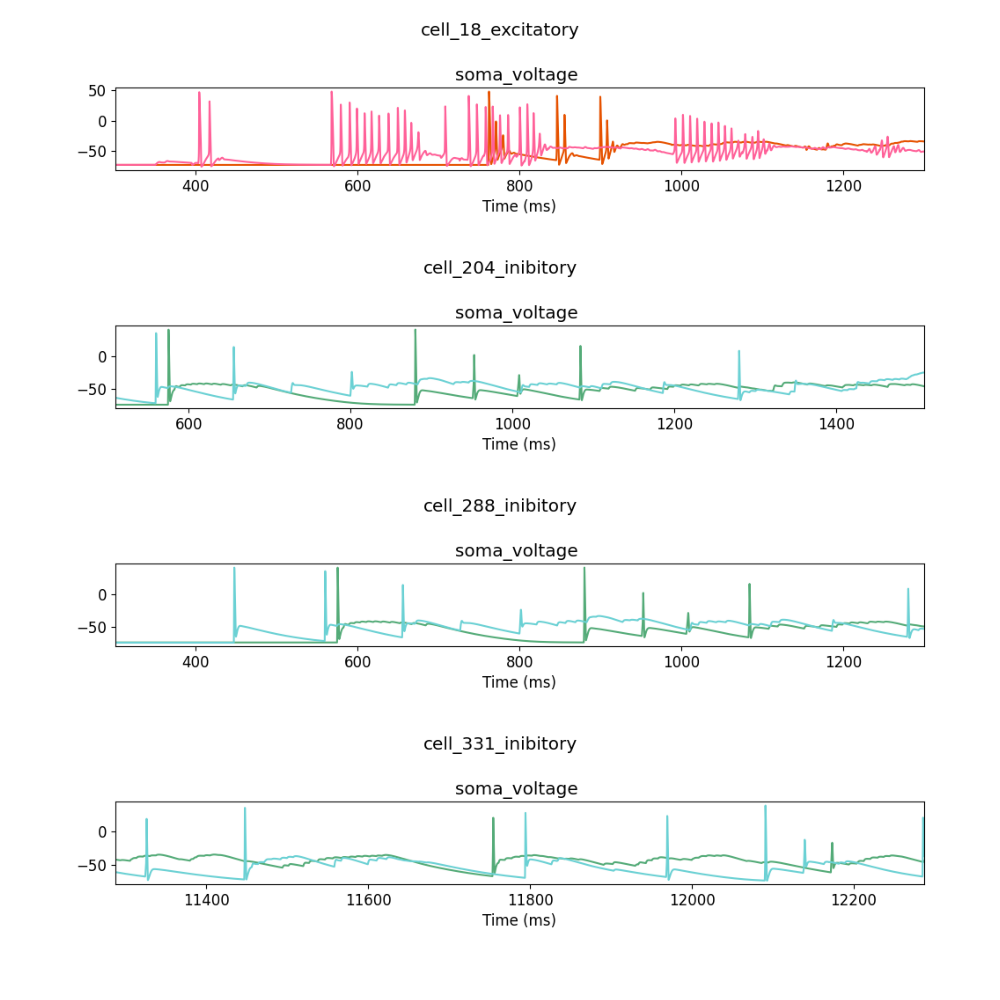 cell_18_excitatory
soma_voltage
50
0
−50
400 600 800 1000 1200
Time (ms)
cell_204_inibitory
soma_voltage
0
−50
600 800 1000 1200 1400
Time (ms)
cell_288_inibitory
soma_voltage
0
−50
400 600 800 1000 1200
Time (ms)
cell_331_inibitory
soma_voltage
0
−50
11400 11600 11800 12000 12200
Time (ms)